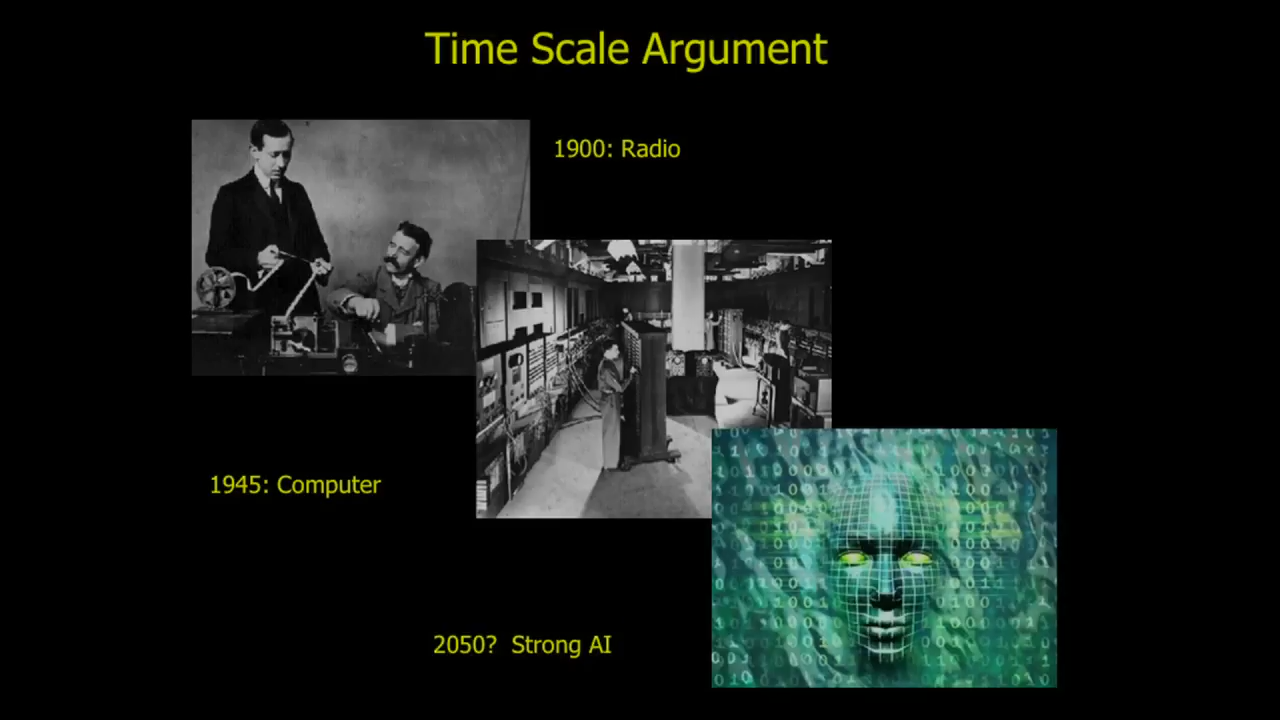 Time Scale Argument
1900: Radio
1945: Computer
2050? Strong AI